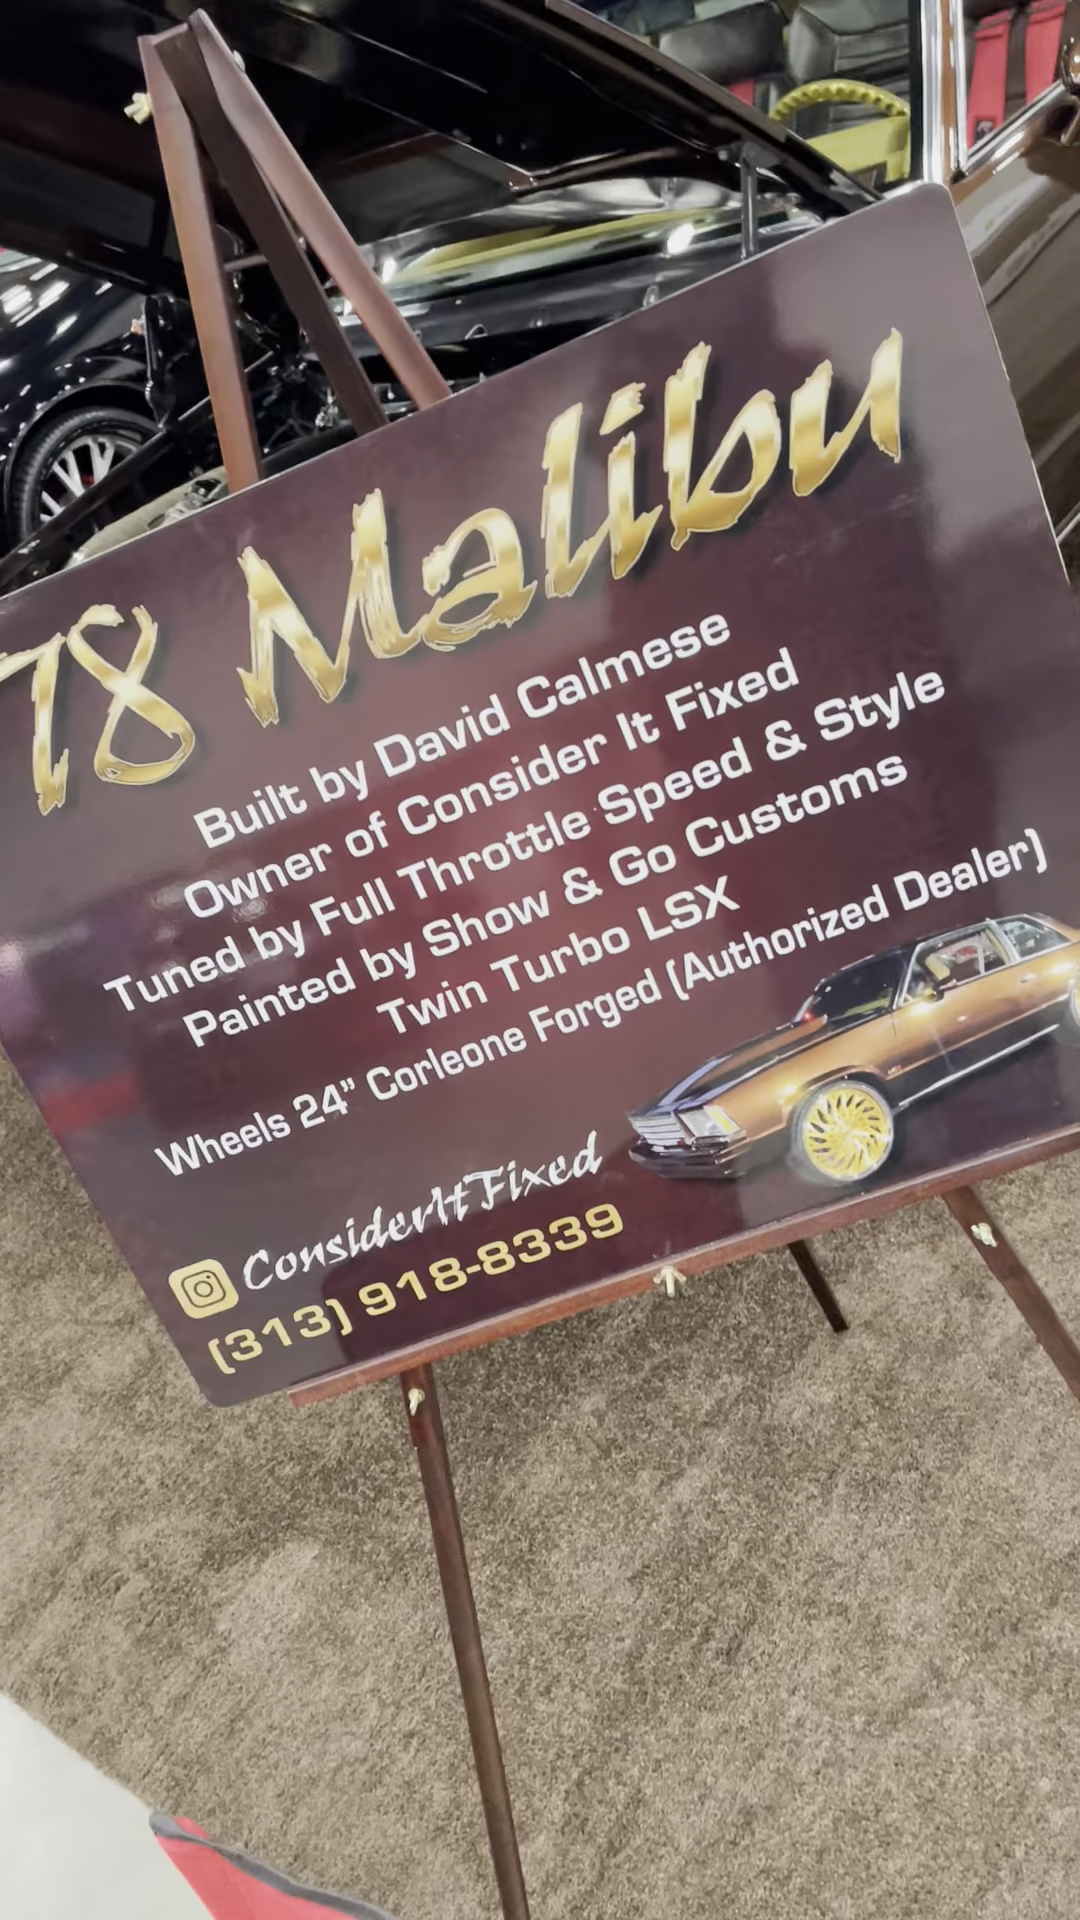 78 Malibu
Built by David Calmese
Owner of Consider It Fixed
Tuned by Full Throttle Speed & Style
Painted by Show & Go Customs
Twin Turbo LSX
Wheels 24” Corleone Forged (Authorized Dealer)
ConsiderItFixed
(313) 918-8339